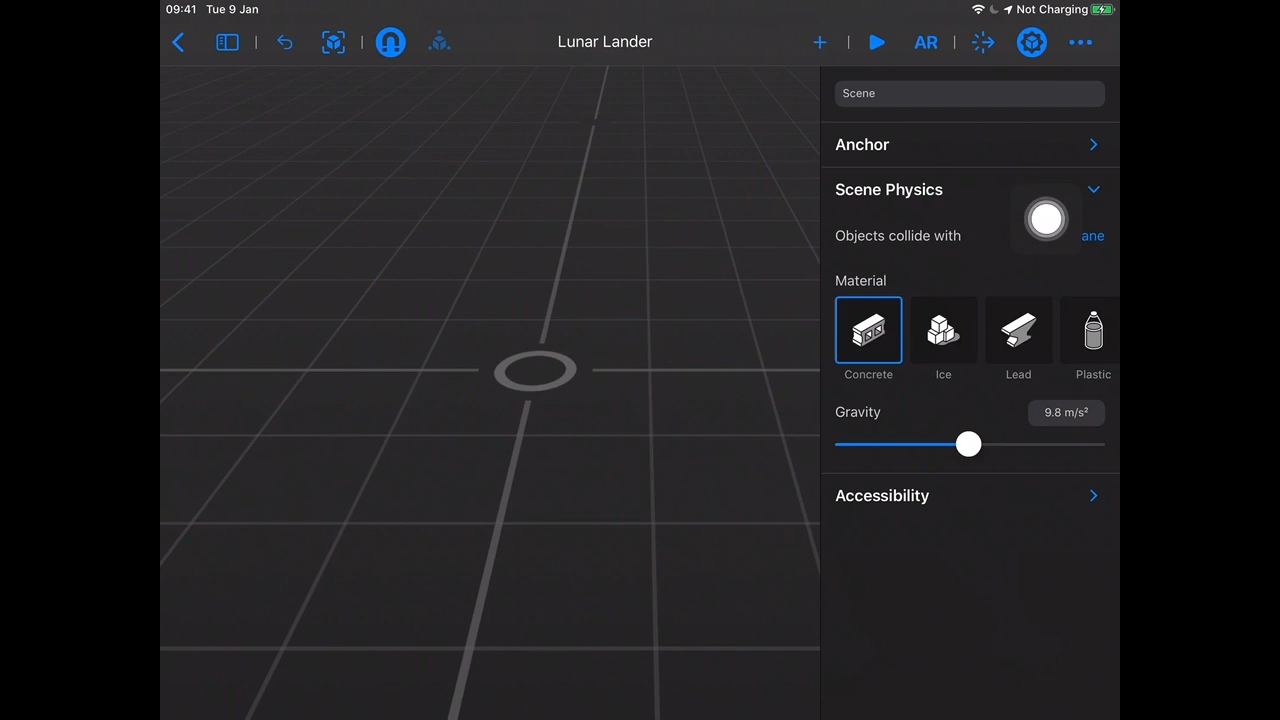 09:41 Tue 9 Jan Not Charging
Lunar Lander
AR
Scene
Anchor
Scene Physics
Objects collide with ane
Material
Concrete Ice Lead Plastic
Gravity 9.8 m/s²
Accessibility